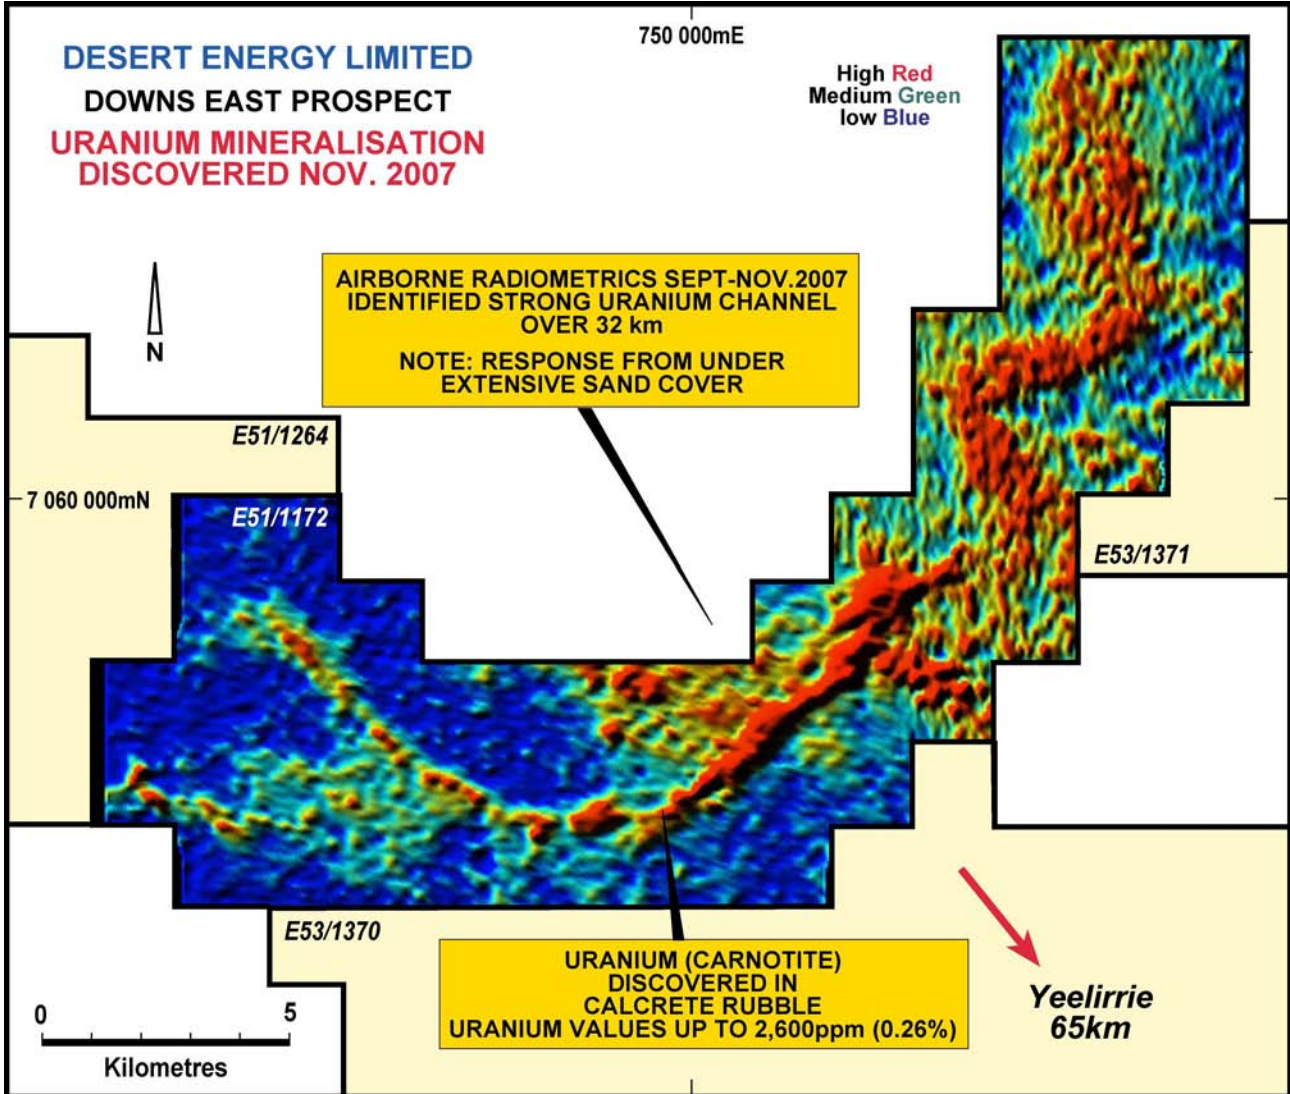 750 000mE
DESERT ENERGY LIMITED
DOWNS EAST PROSPECT
URANIUM MINERALISATION
DISCOVERED NOV. 2007
High Red
Medium Green
low Blue
AIRBORNE RADIOMETRICS SEPT-NOV.2007
IDENTIFIED STRONG URANIUM CHANNEL
OVER 32 km
NOTE: RESPONSE FROM UNDER
EXTENSIVE SAND COVER
N
E51/1264
7 060 000mN
E51/1172
E53/1371
E53/1370
URANIUM (CARNOTITE)
DISCOVERED IN
CALCRETE RUBBLE
URANIUM VALUES UP TO 2,600ppm (0.26%)
Yeelirrie
65km
0 5
Kilometres